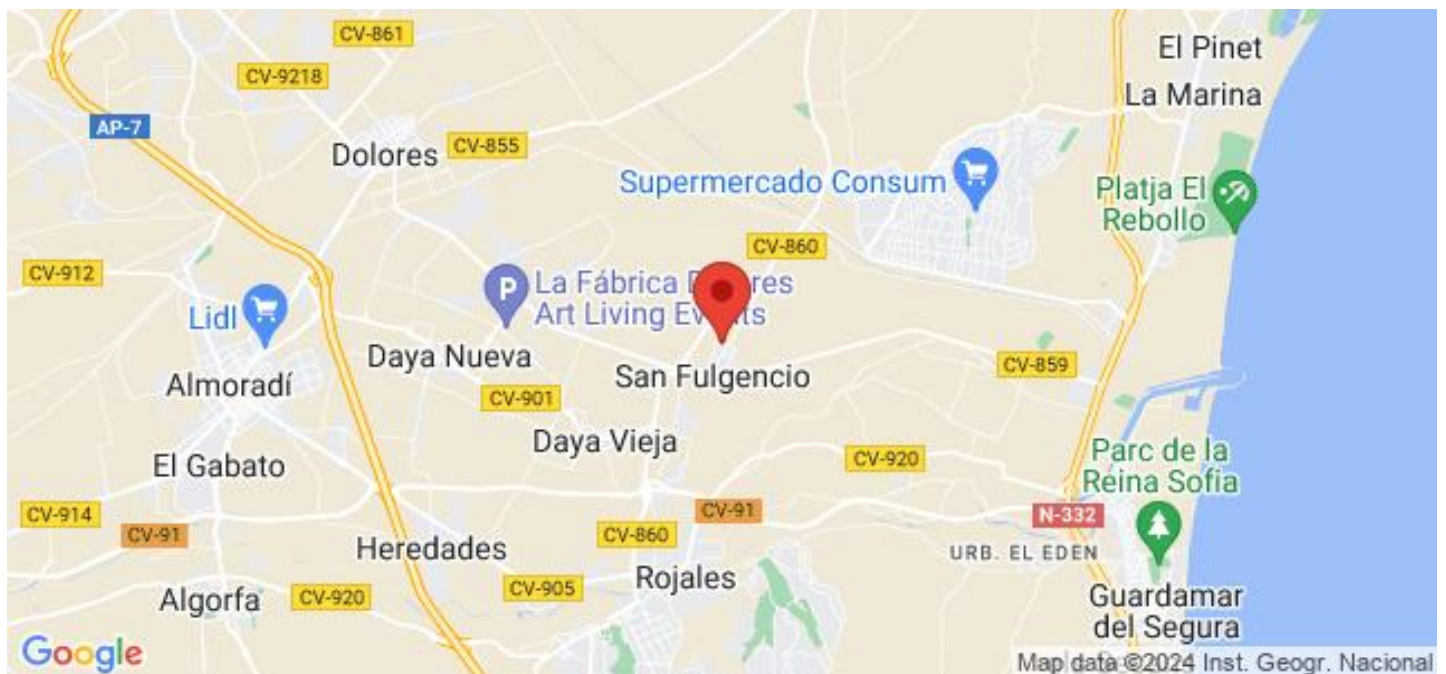 CV-861
El Pinet
CV-9218
La Marina
AP-7
Dolores
CV-855
Supermercado Consum
Platja El
Rebollo
CV-860
CV-912
La Fábrica
Art Living
Lidl
Daya Nueva
CV-859
Almoradí
San Fulgencio
CV-901
Daya Vieja
Parc de la
Reina Sofia
El Gabato
CV-920
CV-914
CV-91
CV-91
N-332
CV-860
Heredades
URB. EL EDEN
CV-905
Rojales
Algorfa
CV-920
Guardamar
del Segura
Google
Map data ©2024 Inst. Geogr. Nacional